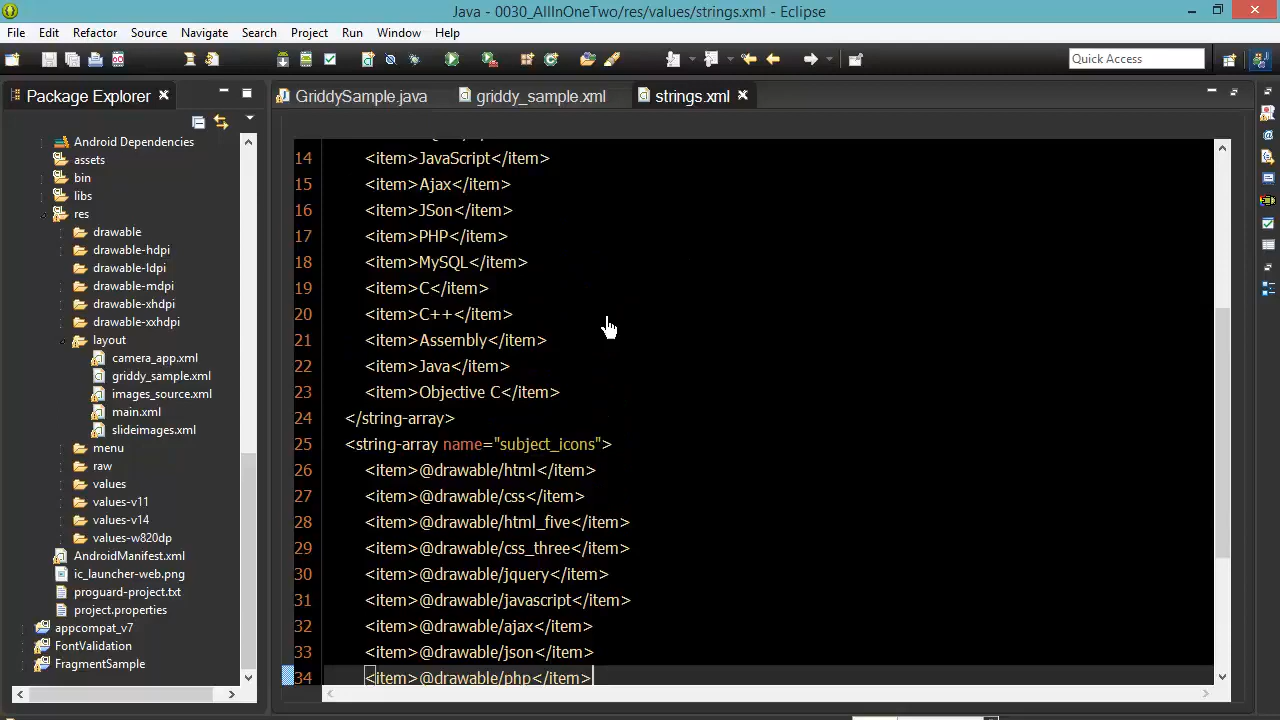 Java - 0030_AllInOneTwo/res/values/strings.xml - Eclipse
File Edit Refactor Source Navigate Search Project Run Window Help
Quick Access
Package Explorer
GriddySample.java
griddy_sample.xml
strings.xml
Android Dependencies
assets
bin
libs
res
drawable
drawable-hdpi
drawable-ldpi
drawable-mdpi
drawable-xhdpi
drawable-xxhdpi
layout
camera_app.xml
griddy_sample.xml
images_source.xml
main.xml
slideimages.xml
menu
raw
values
values-v11
values-v14
values-w820dp
AndroidManifest.xml
ic_launcher-web.png
proguard-project.txt
project.properties
appcompat_v7
FontValidation
FragmentSample
14 <item>JavaScript</item>
15 <item>Ajax</item>
16 <item>JSon</item>
17 <item>PHP</item>
18 <item>MySQL</item>
19 <item>C</item>
20 <item>C++</item>
21 <item>Assembly</item>
22 <item>Java</item>
23 <item>Objective C</item>
24 </string-array>
25 <string-array name="subject_icons">
26 <item>@drawable/html</item>
27 <item>@drawable/css</item>
28 <item>@drawable/html_five</item>
29 <item>@drawable/css_three</item>
30 <item>@drawable/jquery</item>
31 <item>@drawable/javascript</item>
32 <item>@drawable/ajax</item>
33 <item>@drawable/json</item>
34 <item>@drawable/php</item>